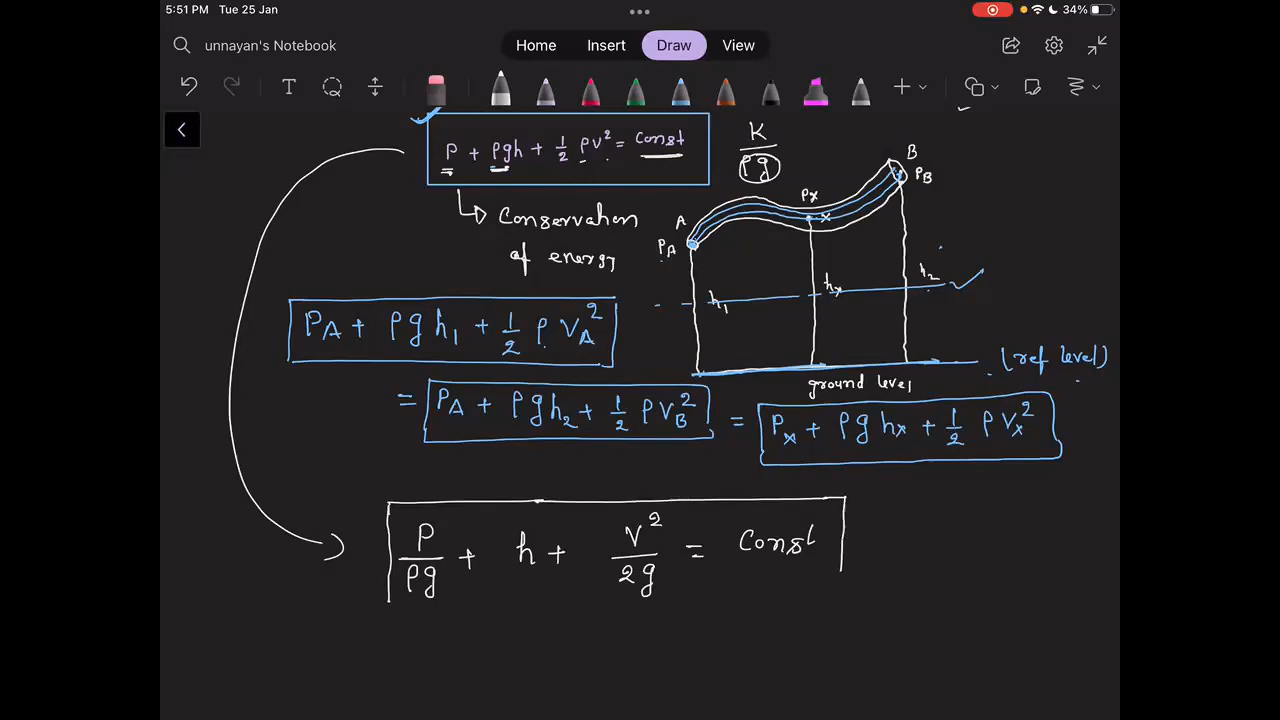 5:51 PM Tue 25 Jan
34%
unnayan's Notebook
Home Insert Draw View
T
P + ρgh + 1/2 ρv² = Const
K/ρg
Conservation
of energy
A
PA
Px
x
B
PB
h₁
hx
h₂
(ref level)
ground level
PA + ρgh₁ + 1/2 ρVA²
= PA + ρgh₂ + 1/2 ρVB² = Px + ρghx + 1/2 ρVx²
P/ρg + h + V²/2g = Const